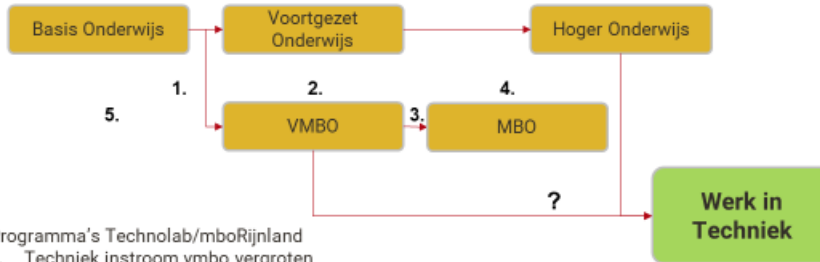 Basis Onderwijs
Voortgezet
Onderwijs
Hoger Onderwijs
1.
2.
4.
5.
VMBO
3.
MBO
?
Werk in
Techniek
rogramma's Technolab/mboRijnland
Techniek instroom vmbo vergroten